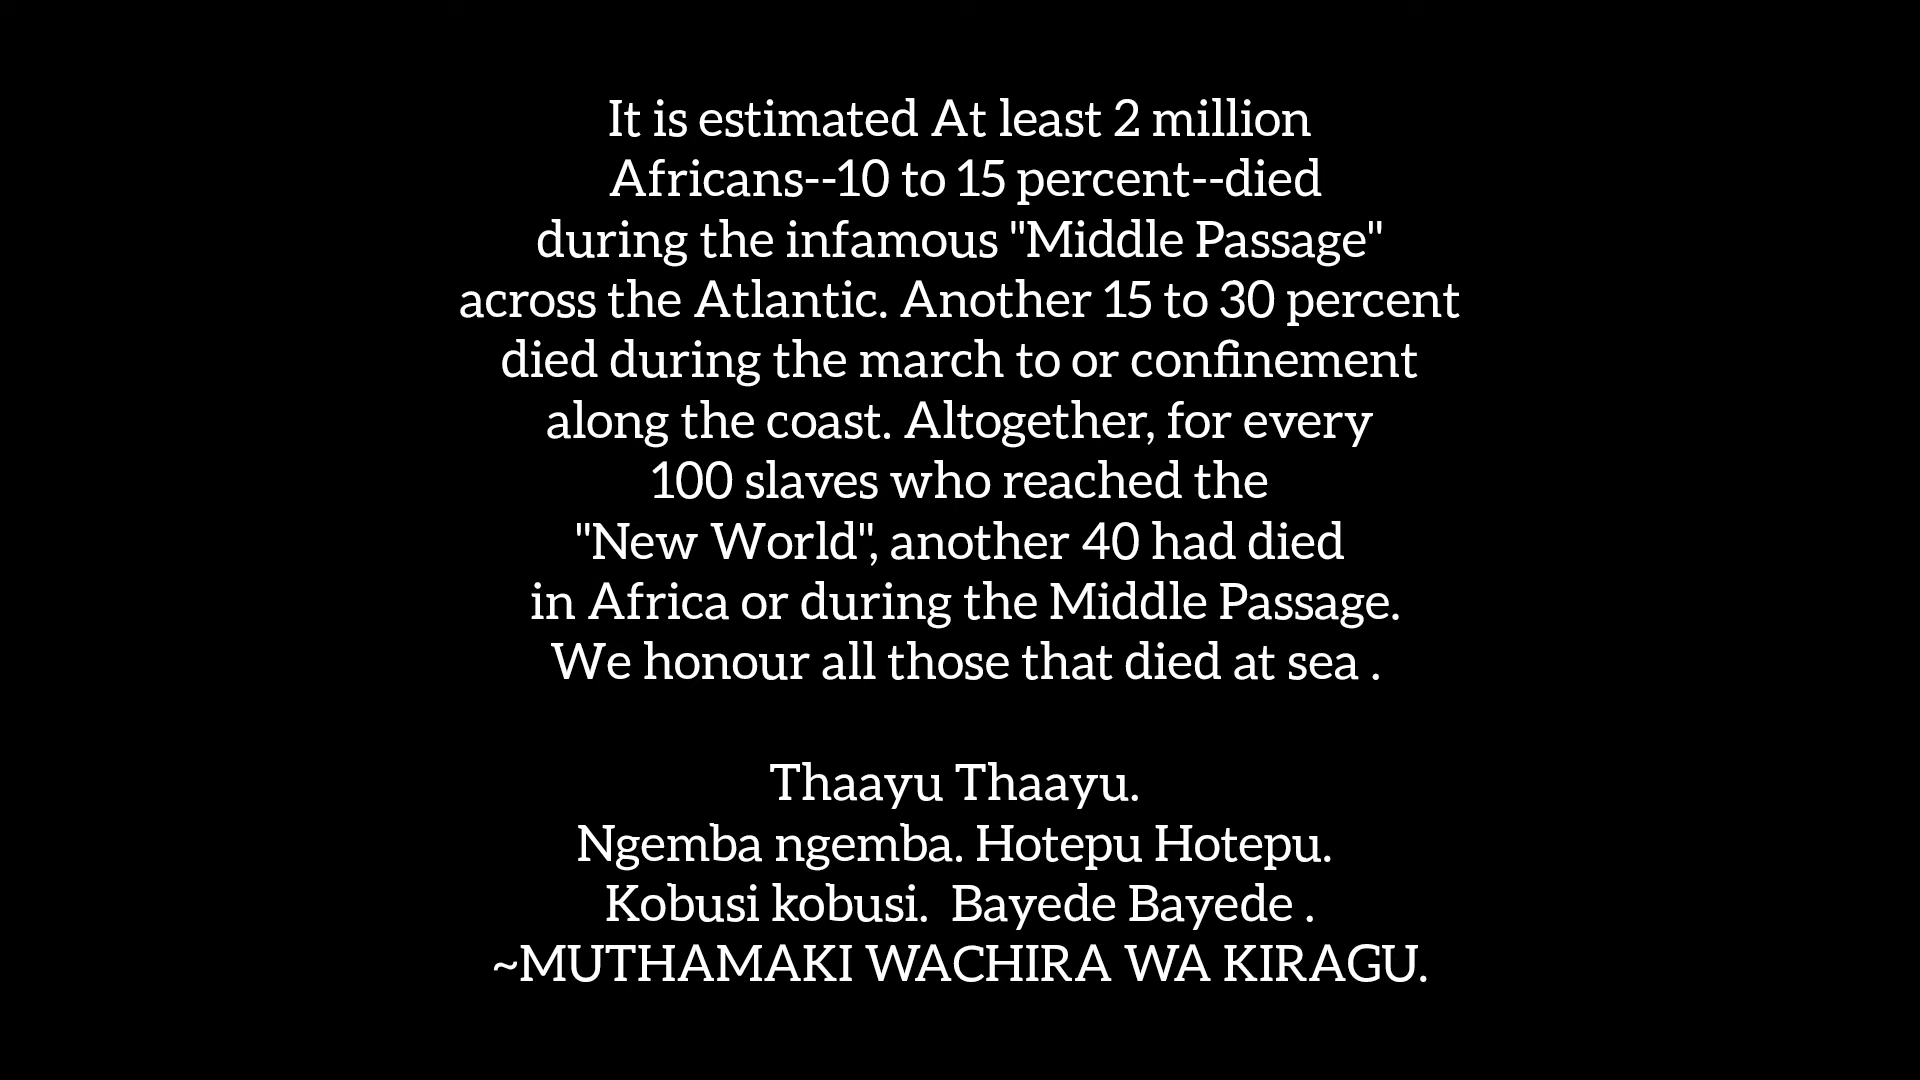 It is estimated At least 2 million
Africans--10 to 15 percent--died
during the infamous "Middle Passage"
across the Atlantic. Another 15 to 30 percent
died during the march to or confinement
along the coast. Altogether, for every
100 slaves who reached the
"New World", another 40 had died
in Africa or during the Middle Passage.
We honour all those that died at sea .
Thaayu Thaayu.
Ngemba ngemba. Hotepu Hotepu.
Kobusi kobusi.  Bayede Bayede .
~MUTHAMAKI WACHIRA WA KIRAGU.